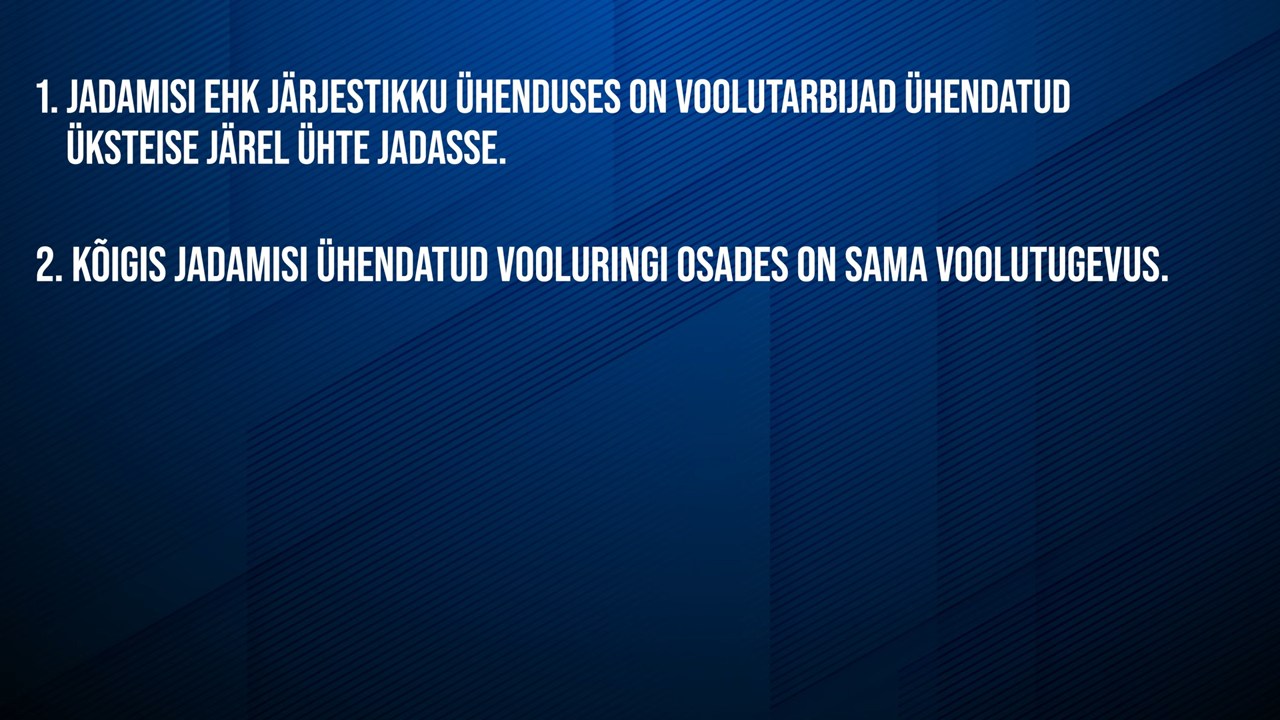 1. JADAMISI EHK JÄRJESTIKKU ÜHENDUSES ON VOOLUTARBIJAD ÜHENDATUD
ÜKSTEISE JÄREL ÜHTE JADASSE.
2. KÕIGIS JADAMISI ÜHENDATUD VOOLURINGI OSADES ON SAMA VOOLUTUGEVUS.